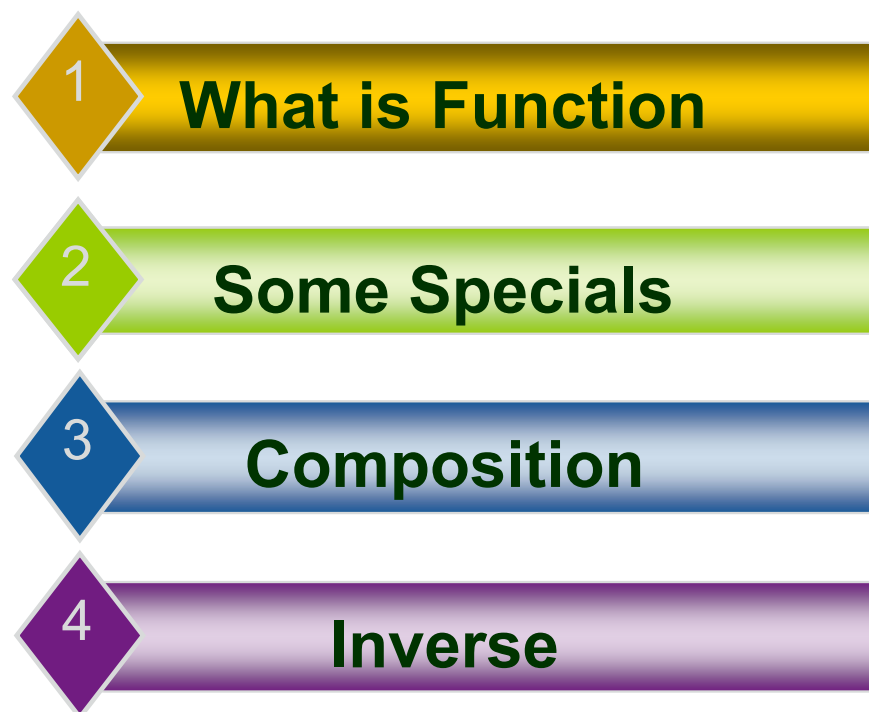 1 What is Function
2 Some Specials
3 Composition
4 Inverse